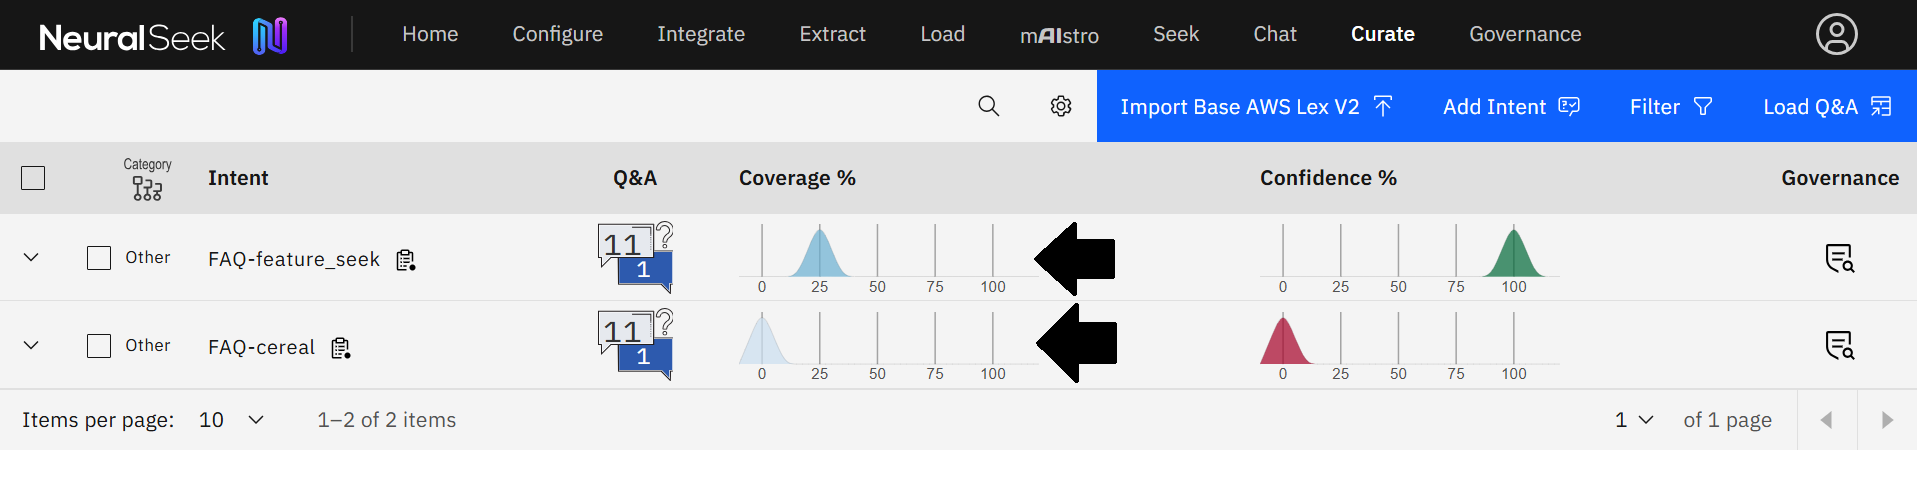 NeuralSeek Home Configure Integrate Extract Load mAIstro Seek Chat Curate Governance
Import Base AWS Lex V2 Add Intent Filter Load Q&A
Category Intent Q&A Coverage % Confidence % Governance
Other FAQ-feature_seek 11 ? 1
0 25 50 75 100 0 25 50 75 100
Other FAQ-cereal 11 ? 1
0 25 50 75 100 0 25 50 75 100
Items per page: 10 1–2 of 2 items 1 of 1 page